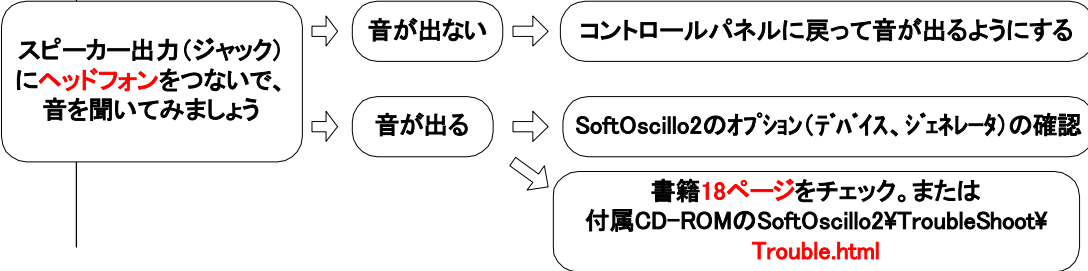 スピーカー出力(ジャック)
にヘッドフォンをつないで、
音を聞いてみましょう
音が出ない
コントロールパネルに戻って音が出るようにする
音が出る
SoftOscillo2のオプション(ﾃﾞﾊﾞｲｽ、ｼﾞｪﾈﾚｰﾀ)の確認
書籍18ページをチェック。または
付属CD-ROMのSoftOscillo2¥TroubleShoot¥
Trouble.html